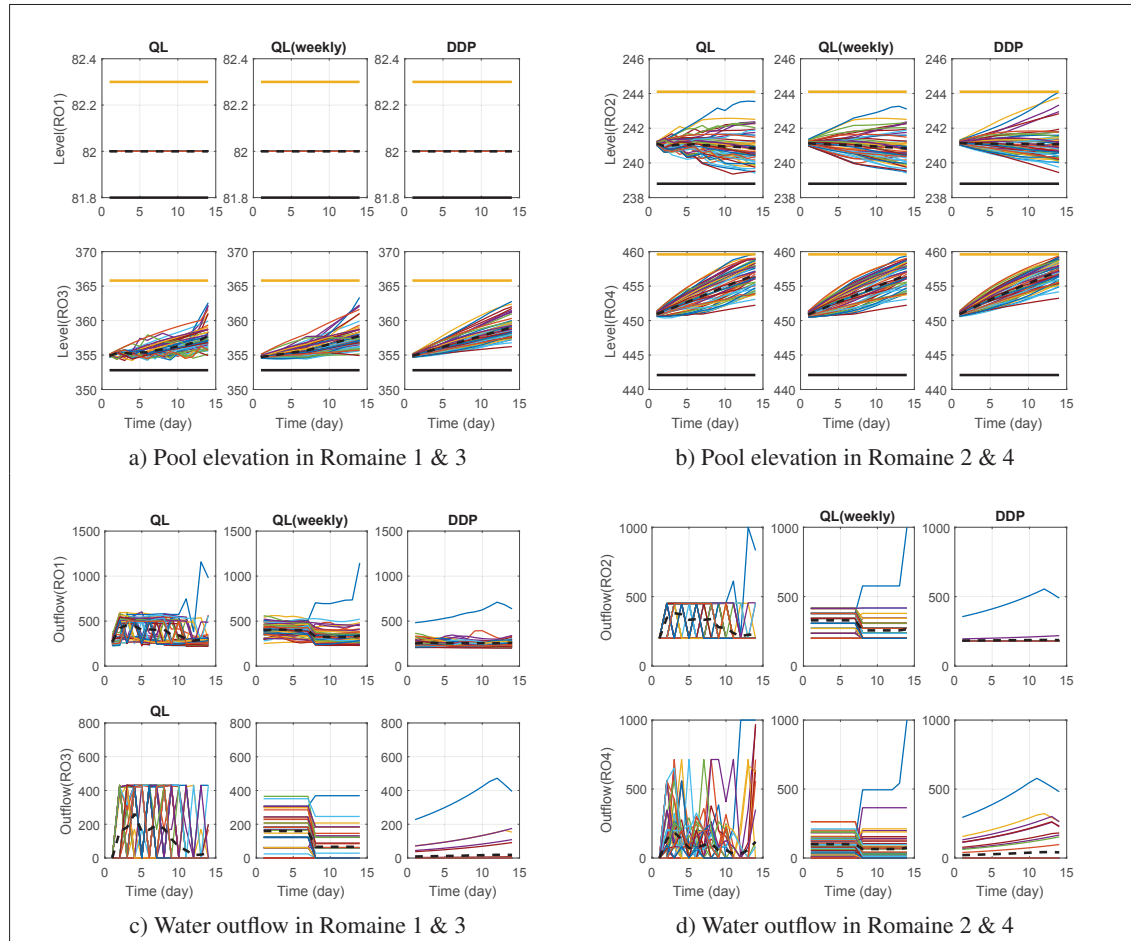 QL QL(weekly) DDP
82.4 82.4 82.4
82.2 82.2 82.2
82 82 82
81.8 81.8 81.8
0 5 10 15 0 5 10 15 0 5 10 15
Level(RO1)
370 370 370
365 365 365
360 360 360
355 355 355
350 350 350
0 5 10 15 0 5 10 15 0 5 10 15
Level(RO3)
Time (day) Time (day) Time (day)
a) Pool elevation in Romaine 1 & 3
QL QL(weekly) DDP
246 246 246
244 244 244
242 242 242
240 240 240
238 238 238
0 5 10 15 0 5 10 15 0 5 10 15
Level(RO2)
460 460 460
455 455 455
450 450 450
445 445 445
440 440 440
0 5 10 15 0 5 10 15 0 5 10 15
Level(RO4)
Time (day) Time (day) Time (day)
b) Pool elevation in Romaine 2 & 4
QL QL(weekly) DDP
1500 1500 1500
1000 1000 1000
500 500 500
0 0 0
0 5 10 15 0 5 10 15 0 5 10 15
Outflow(RO1)
QL
800 800 800
600 600 600
400 400 400
200 200 200
0 0 0
0 5 10 15 0 5 10 15 0 5 10 15
Outflow(RO3)
Time (day) Time (day) Time (day)
c) Water outflow in Romaine 1 & 3
QL(weekly) DDP
1000 1000 1000
500 500 500
0 0 0
0 5 10 15 0 5 10 15 0 5 10 15
Outflow(RO2)
1000 1000 1000
500 500 500
0 0 0
0 5 10 15 0 5 10 15 0 5 10 15
Outflow(RO4)
Time (day) Time (day) Time (day)
d) Water outflow in Romaine 2 & 4